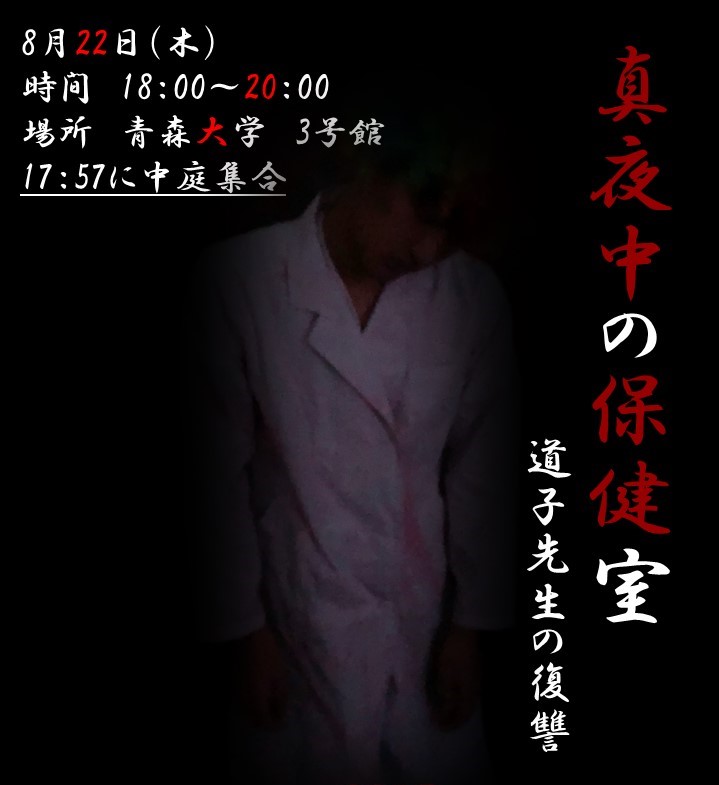 8月22日(木)
時间 18:00～20:00
場所 青森大学 3号館
17:57に中庭集合
真夜中の保健室
道子先生の復讐